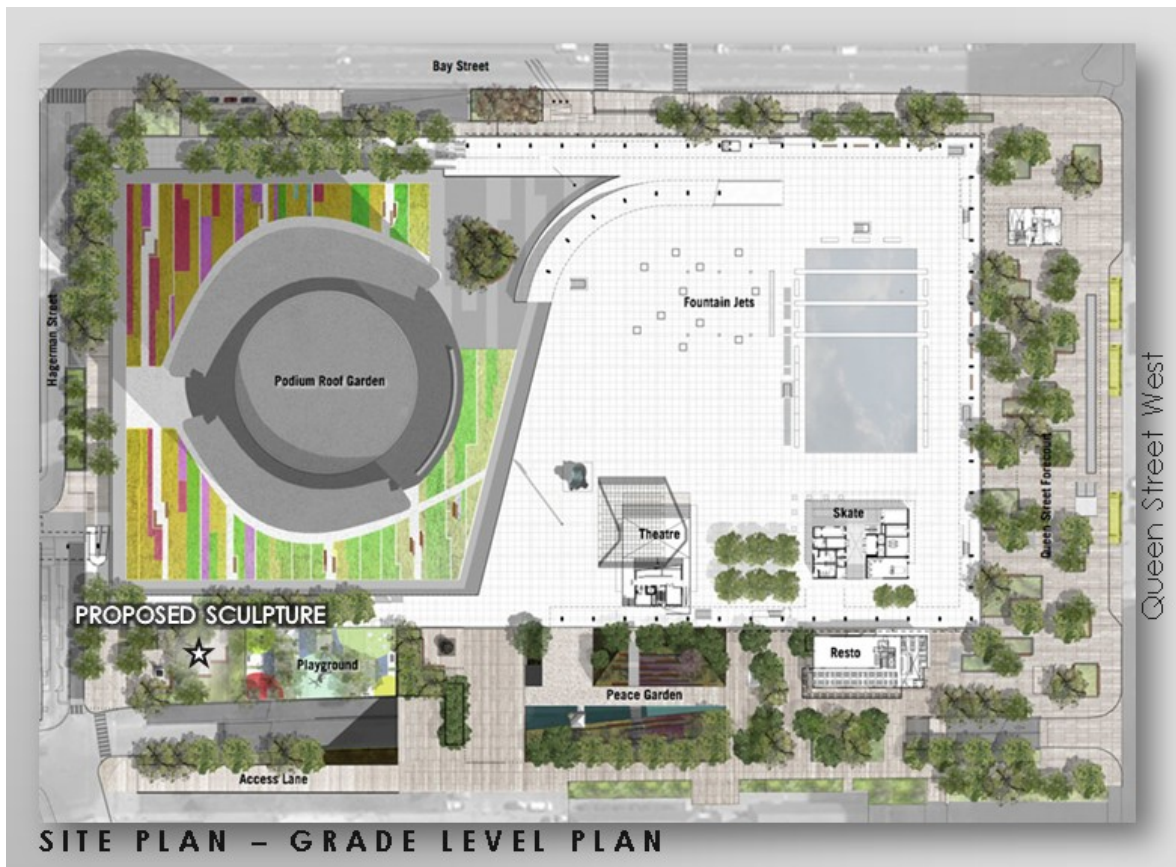 Bay Street
Hagerman Street
Fountain Jets
Podium Roof Garden
Queen Street West
Queen Street Forecourt
Skate
Theatre
PROPOSED SCULPTURE
Playground
Resto
Peace Garden
Access Lane
SITE PLAN – GRADE LEVEL PLAN